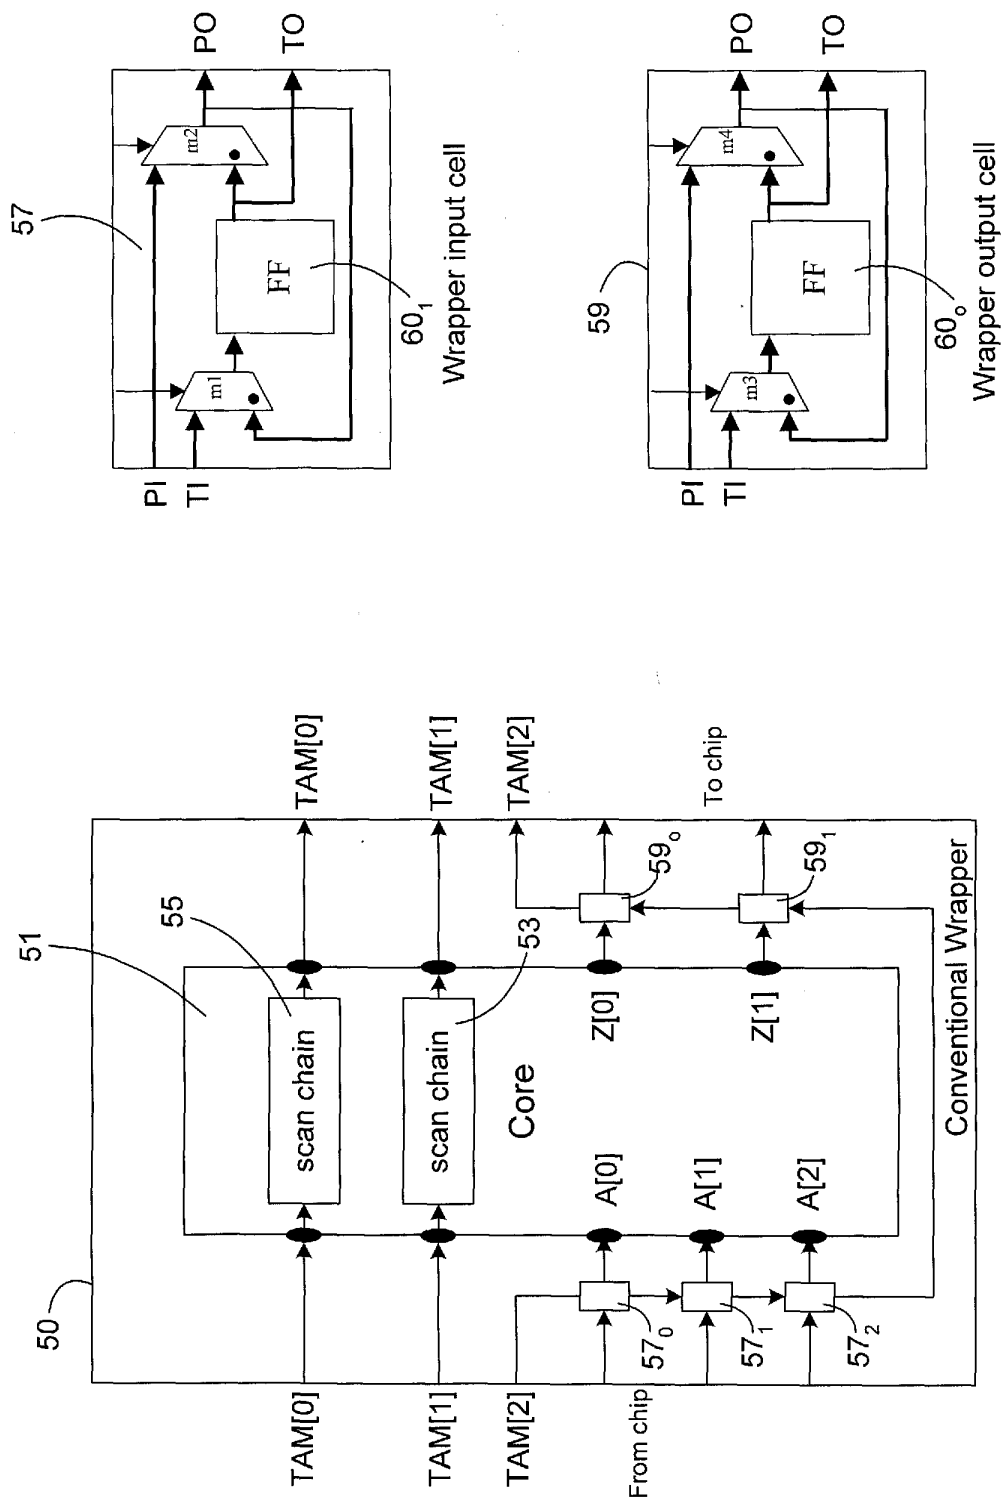 50
51
55
TAM[0]
scan chain
TAM[0]
53
TAM[1]
scan chain
TAM[1]
TAM[2]
Core
TAM[2]
From chip
A[0]
Z[0]
To chip
57₀
59₀
A[1]
57₁
Z[1]
59₁
A[2]
57₂
Conventional Wrapper
57
PI
TI
m1
FF
m2
PO
TO
60₁
Wrapper input cell
59
PI
TI
m3
FF
m4
PO
TO
60₀
Wrapper output cell